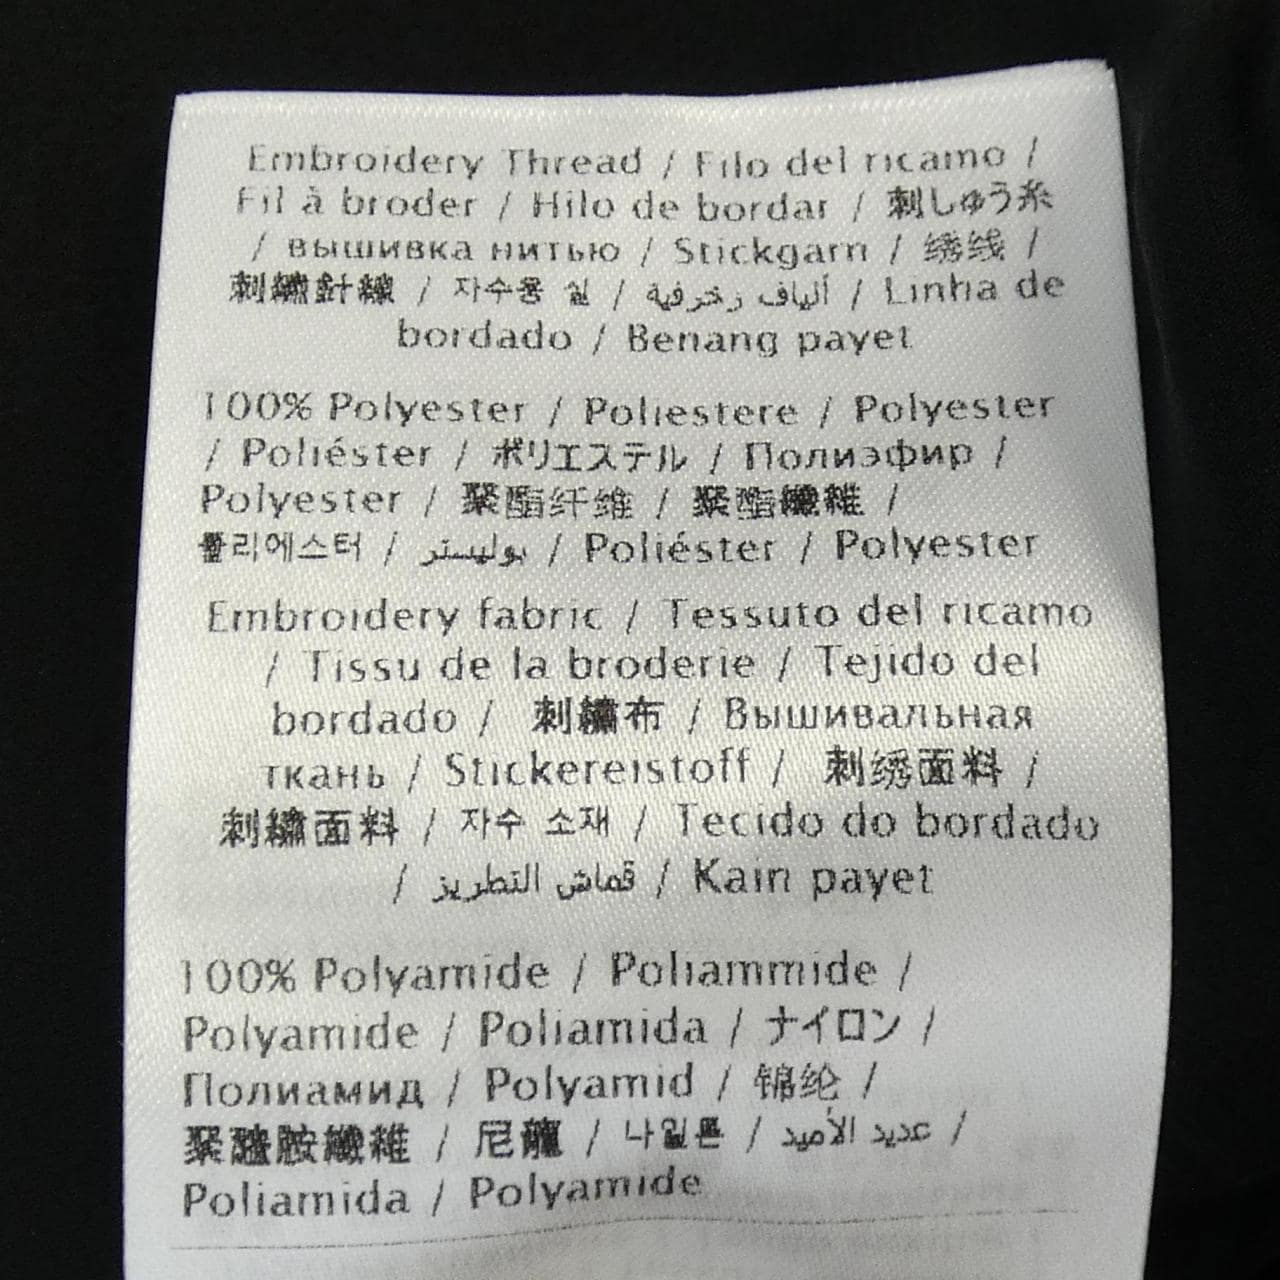 Embroidery Thread / Filo del ricamo /
Fil à broder / Hilo de bordar / 刺しゅう糸
/ вышивка нитью / Stickgarn / 绣线 /
刺繡針線 / 자수용 실 / ألياف زخرفية / Linha de
bordado / Benang payet
100% Polyester / Poliestere / Polyester
/ Poliéster / ポリエステル / Полиэфир /
Polyester / 聚酯纤维 / 聚酯纖維 /
폴리에스터 / بوليستر / Poliéster / Polyester
Embroidery fabric / Tessuto del ricamo
/ Tissu de la broderie / Tejido del
bordado / 刺繍布 / Вышивальная
ткань / Stickereistoff / 刺绣面料 /
刺繡面料 / 자수 소재 / Tecido do bordado
/ قماش التطريز / Kain payet
100% Polyamide / Poliammide /
Polyamide / Poliamida / ナイロン /
Полиамид / Polyamid / 锦纶 /
聚醯胺纖維 / 尼龍 / 나일론 / عديد الأميد /
Poliamida / Polyamide